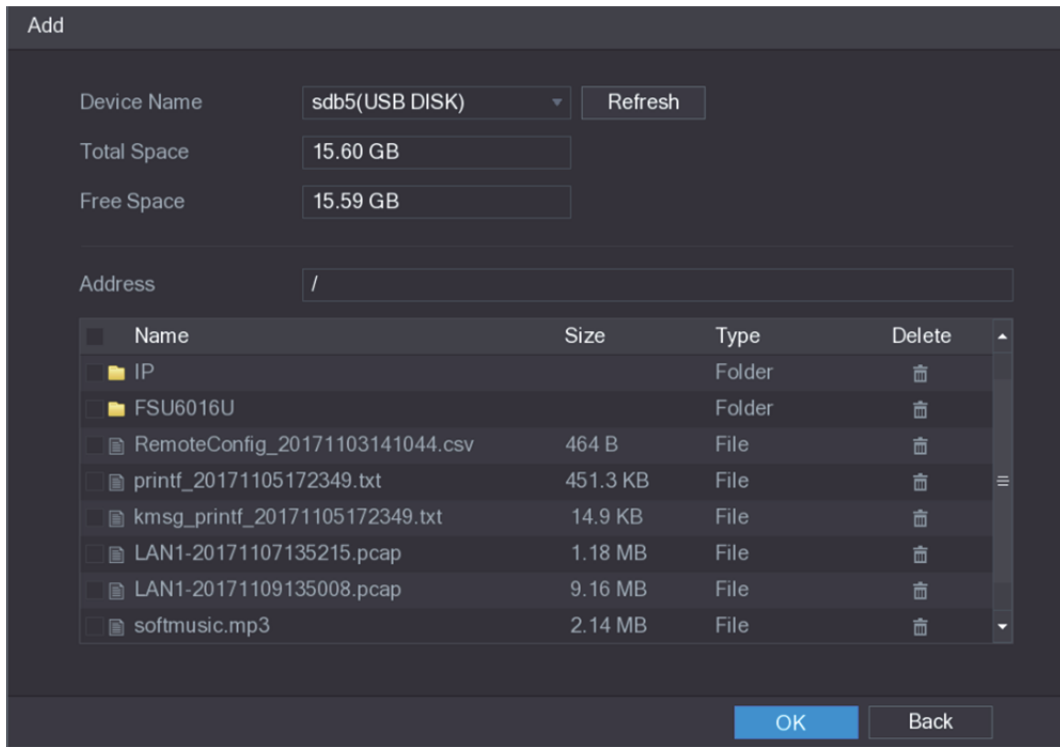 Add
Device Name sdb5(USB DISK) Refresh
Total Space 15.60 GB
Free Space 15.59 GB
Address /
Name Size Type Delete
IP Folder
FSU6016U Folder
RemoteConfig_20171103141044.csv 464 B File
printf_20171105172349.txt 451.3 KB File
kmsg_printf_20171105172349.txt 14.9 KB File
LAN1-20171107135215.pcap 1.18 MB File
LAN1-20171109135008.pcap 9.16 MB File
softmusic.mp3 2.14 MB File
OK Back